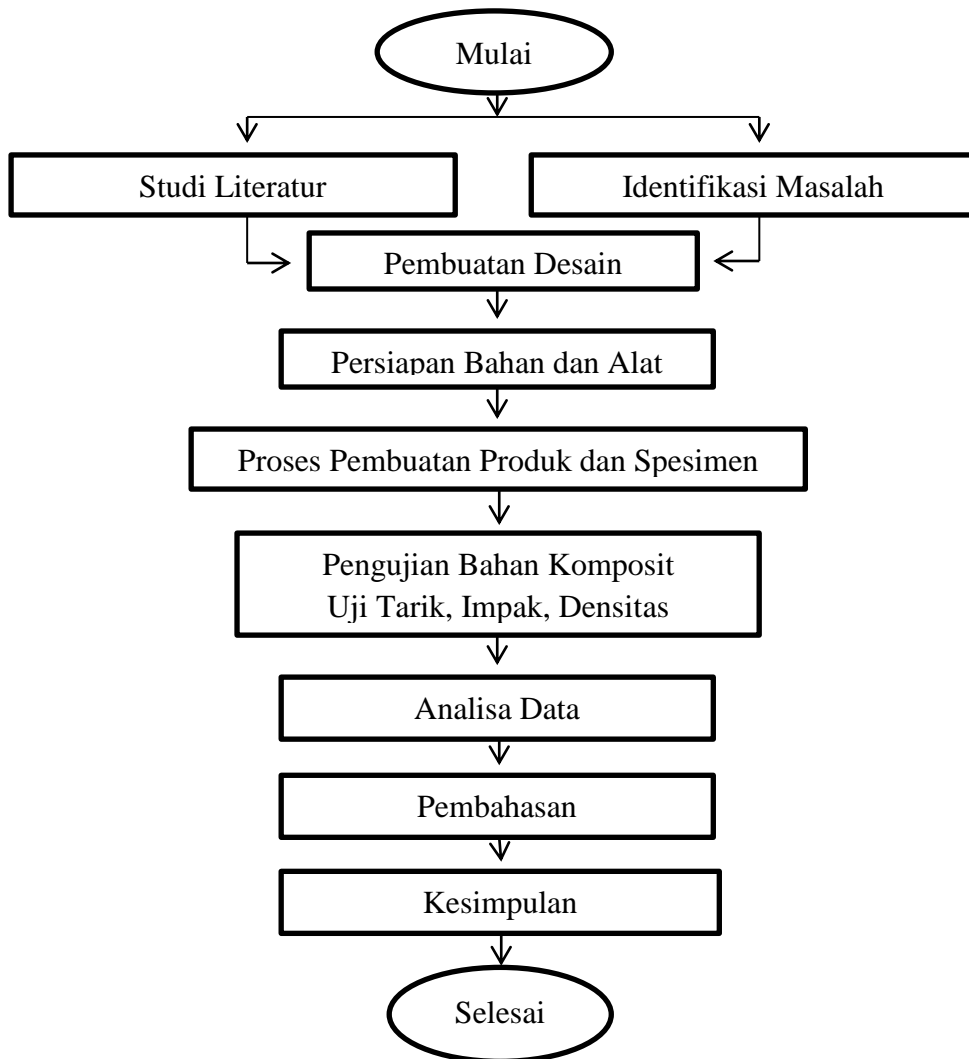 Mulai
Studi Literatur
Identifikasi Masalah
Pembuatan Desain
Persiapan Bahan dan Alat
Proses Pembuatan Produk dan Spesimen
Pengujian Bahan Komposit
Uji Tarik, Impak, Densitas
Analisa Data
Pembahasan
Kesimpulan
Selesai